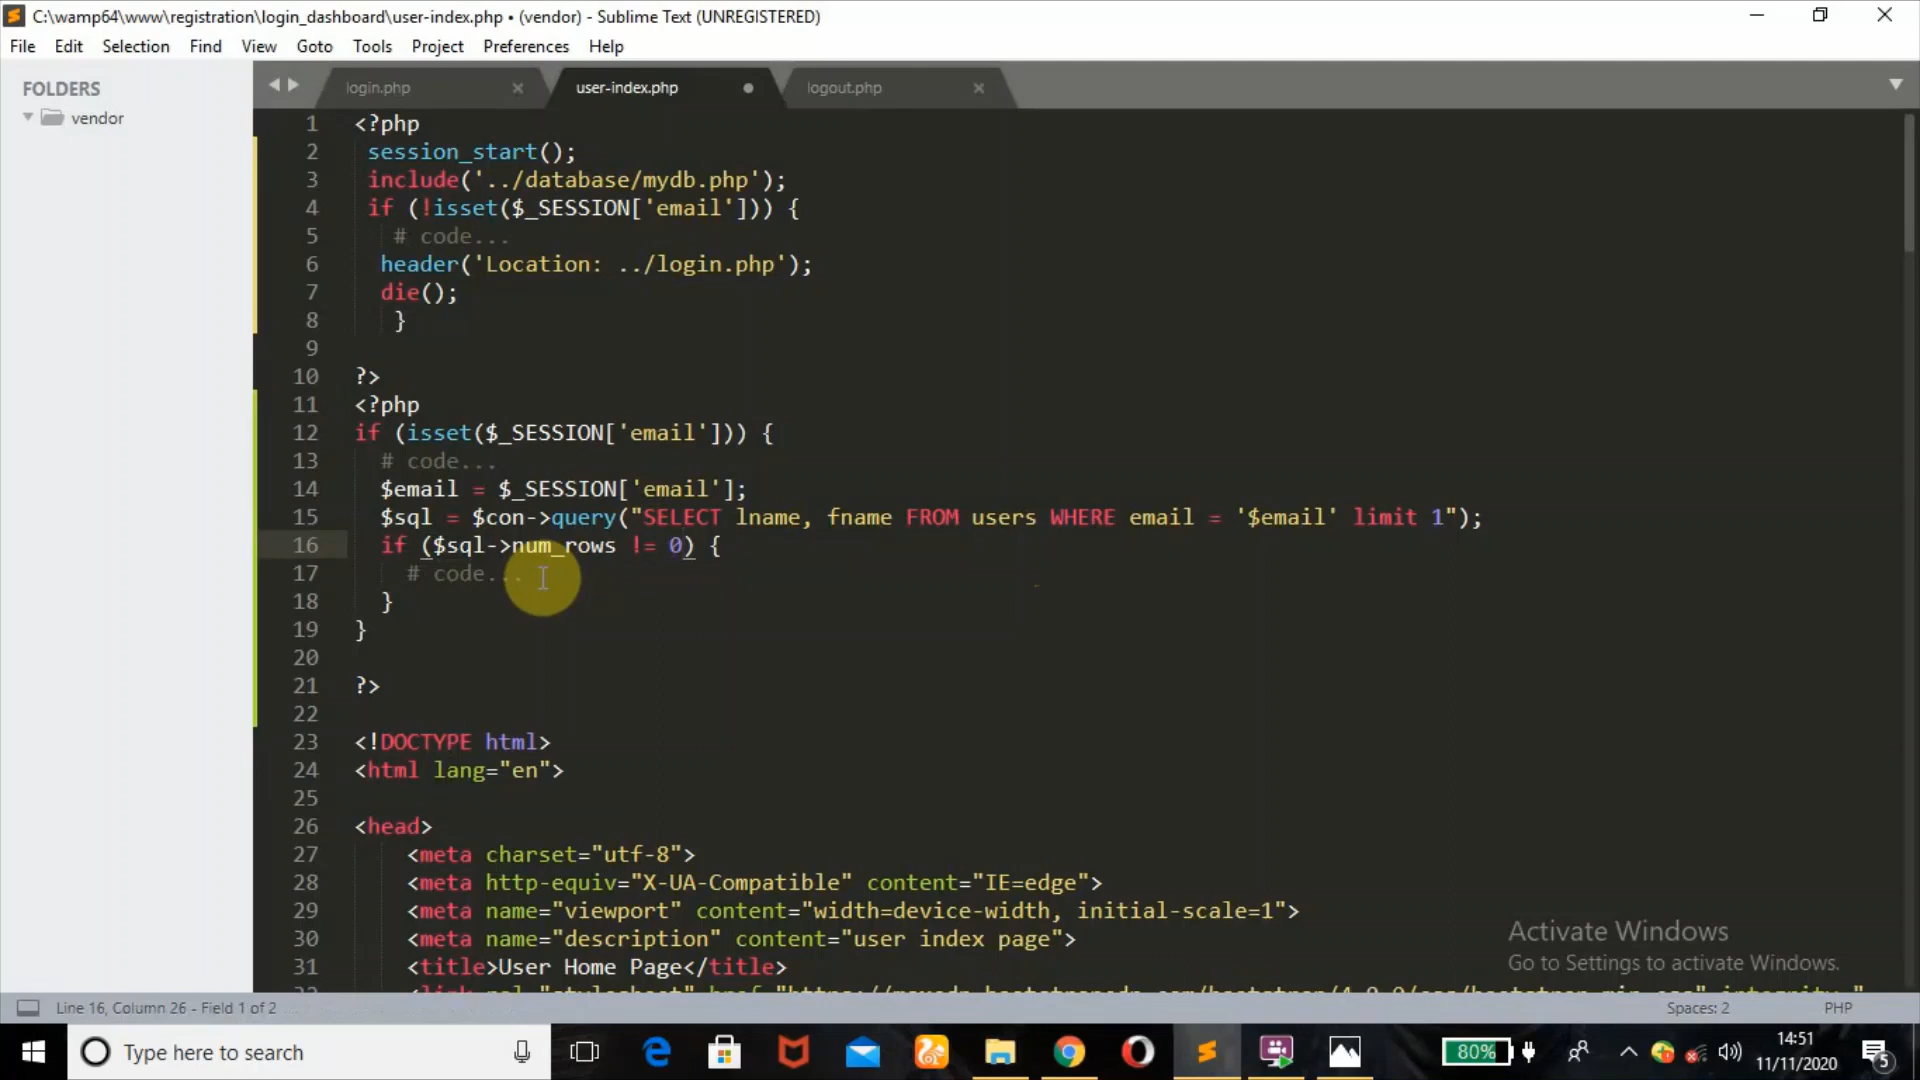 C:\wamp64\www\registration\login_dashboard\user-index.php • (vendor) - Sublime Text (UNREGISTERED)
File Edit Selection Find View Goto Tools Project Preferences Help
FOLDERS
vendor
login.php
user-index.php
logout.php
1 <?php
2 session_start();
3 include('../database/mydb.php');
4 if (!isset($_SESSION['email'])) {
5 # code...
6 header('Location: ../login.php');
7 die();
8 }
9
10 ?>
11 <?php
12 if (isset($_SESSION['email'])) {
13 # code...
14 $email = $_SESSION['email'];
15 $sql = $con->query("SELECT lname, fname FROM users WHERE email = '$email' limit 1");
16 if ($sql->num_rows != 0) {
17 # code...
18 }
19 }
20
21 ?>
22
23 <!DOCTYPE html>
24 <html lang="en">
25
26 <head>
27 <meta charset="utf-8">
28 <meta http-equiv="X-UA-Compatible" content="IE=edge">
29 <meta name="viewport" content="width=device-width, initial-scale=1">
30 <meta name="description" content="user index page">
31 <title>User Home Page</title>
Activate Windows
Go to Settings to activate Windows.
Line 16, Column 26 - Field 1 of 2
Spaces: 2
PHP
Type here to search
80%
14:51
11/11/2020
5